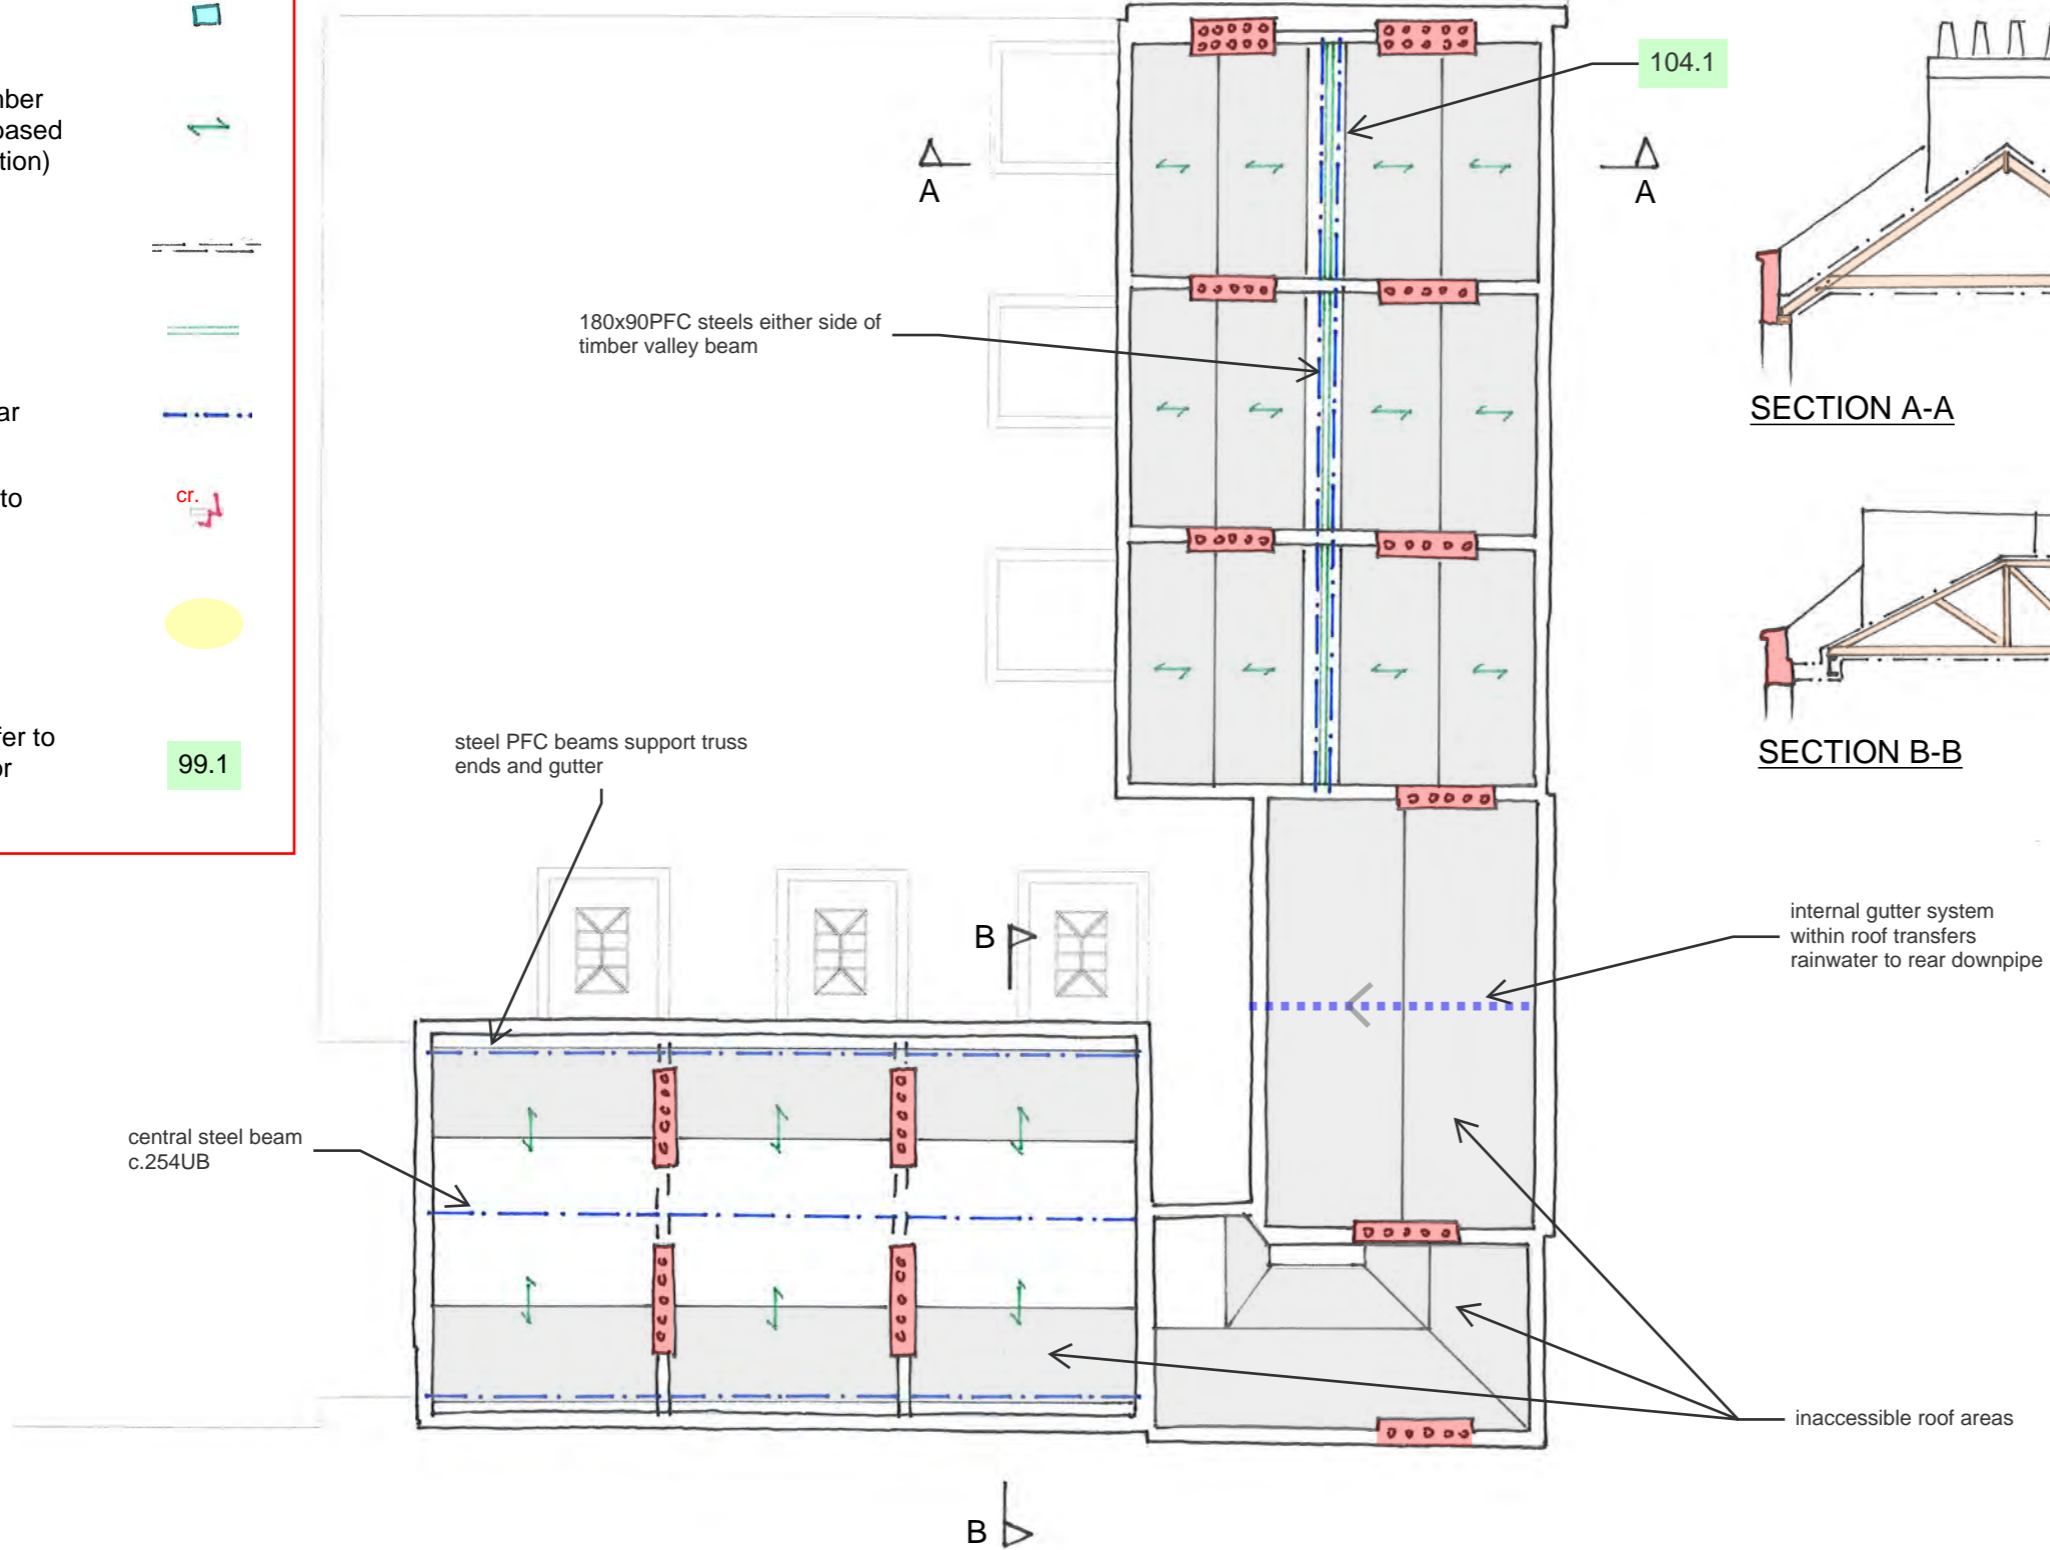 mber
based
tion)
ar
cr.
to
fer to
or
99.1
104.1
A
A
180x90PFC steels either side of
timber valley beam
SECTION A-A
SECTION B-B
steel PFC beams support truss
ends and gutter
B
internal gutter system
within roof transfers
rainwater to rear downpipe
central steel beam
c.254UB
inaccessible roof areas
B